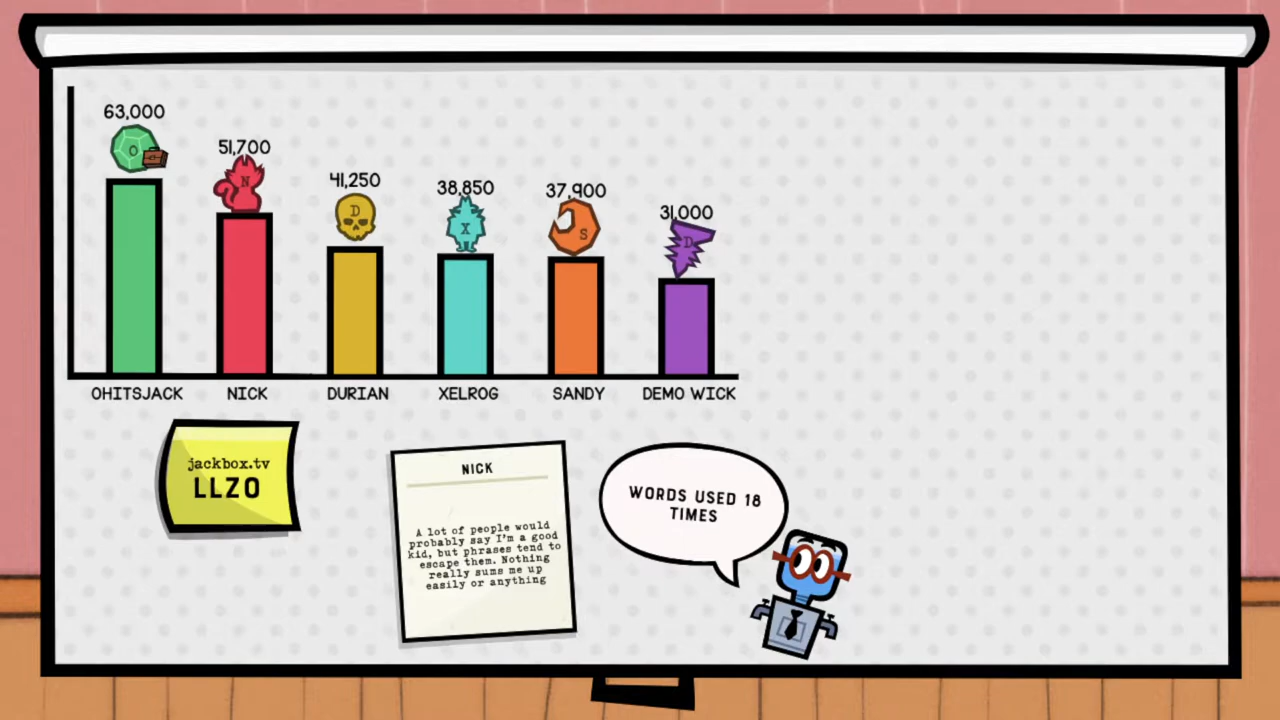 63,000
51,700
41,250
38,850
37,900
31,000
O
N
D
X
S
D
OHITSJACK
NICK
DURIAN
XELROG
SANDY
DEMO WICK
jackbox.tv
LLZO
NICK
A lot of people would
probably say I'm a good
kid, but phrases tend to
escape them. Nothing
really sums me up
easily or anything
WORDS USED 18
TIMES